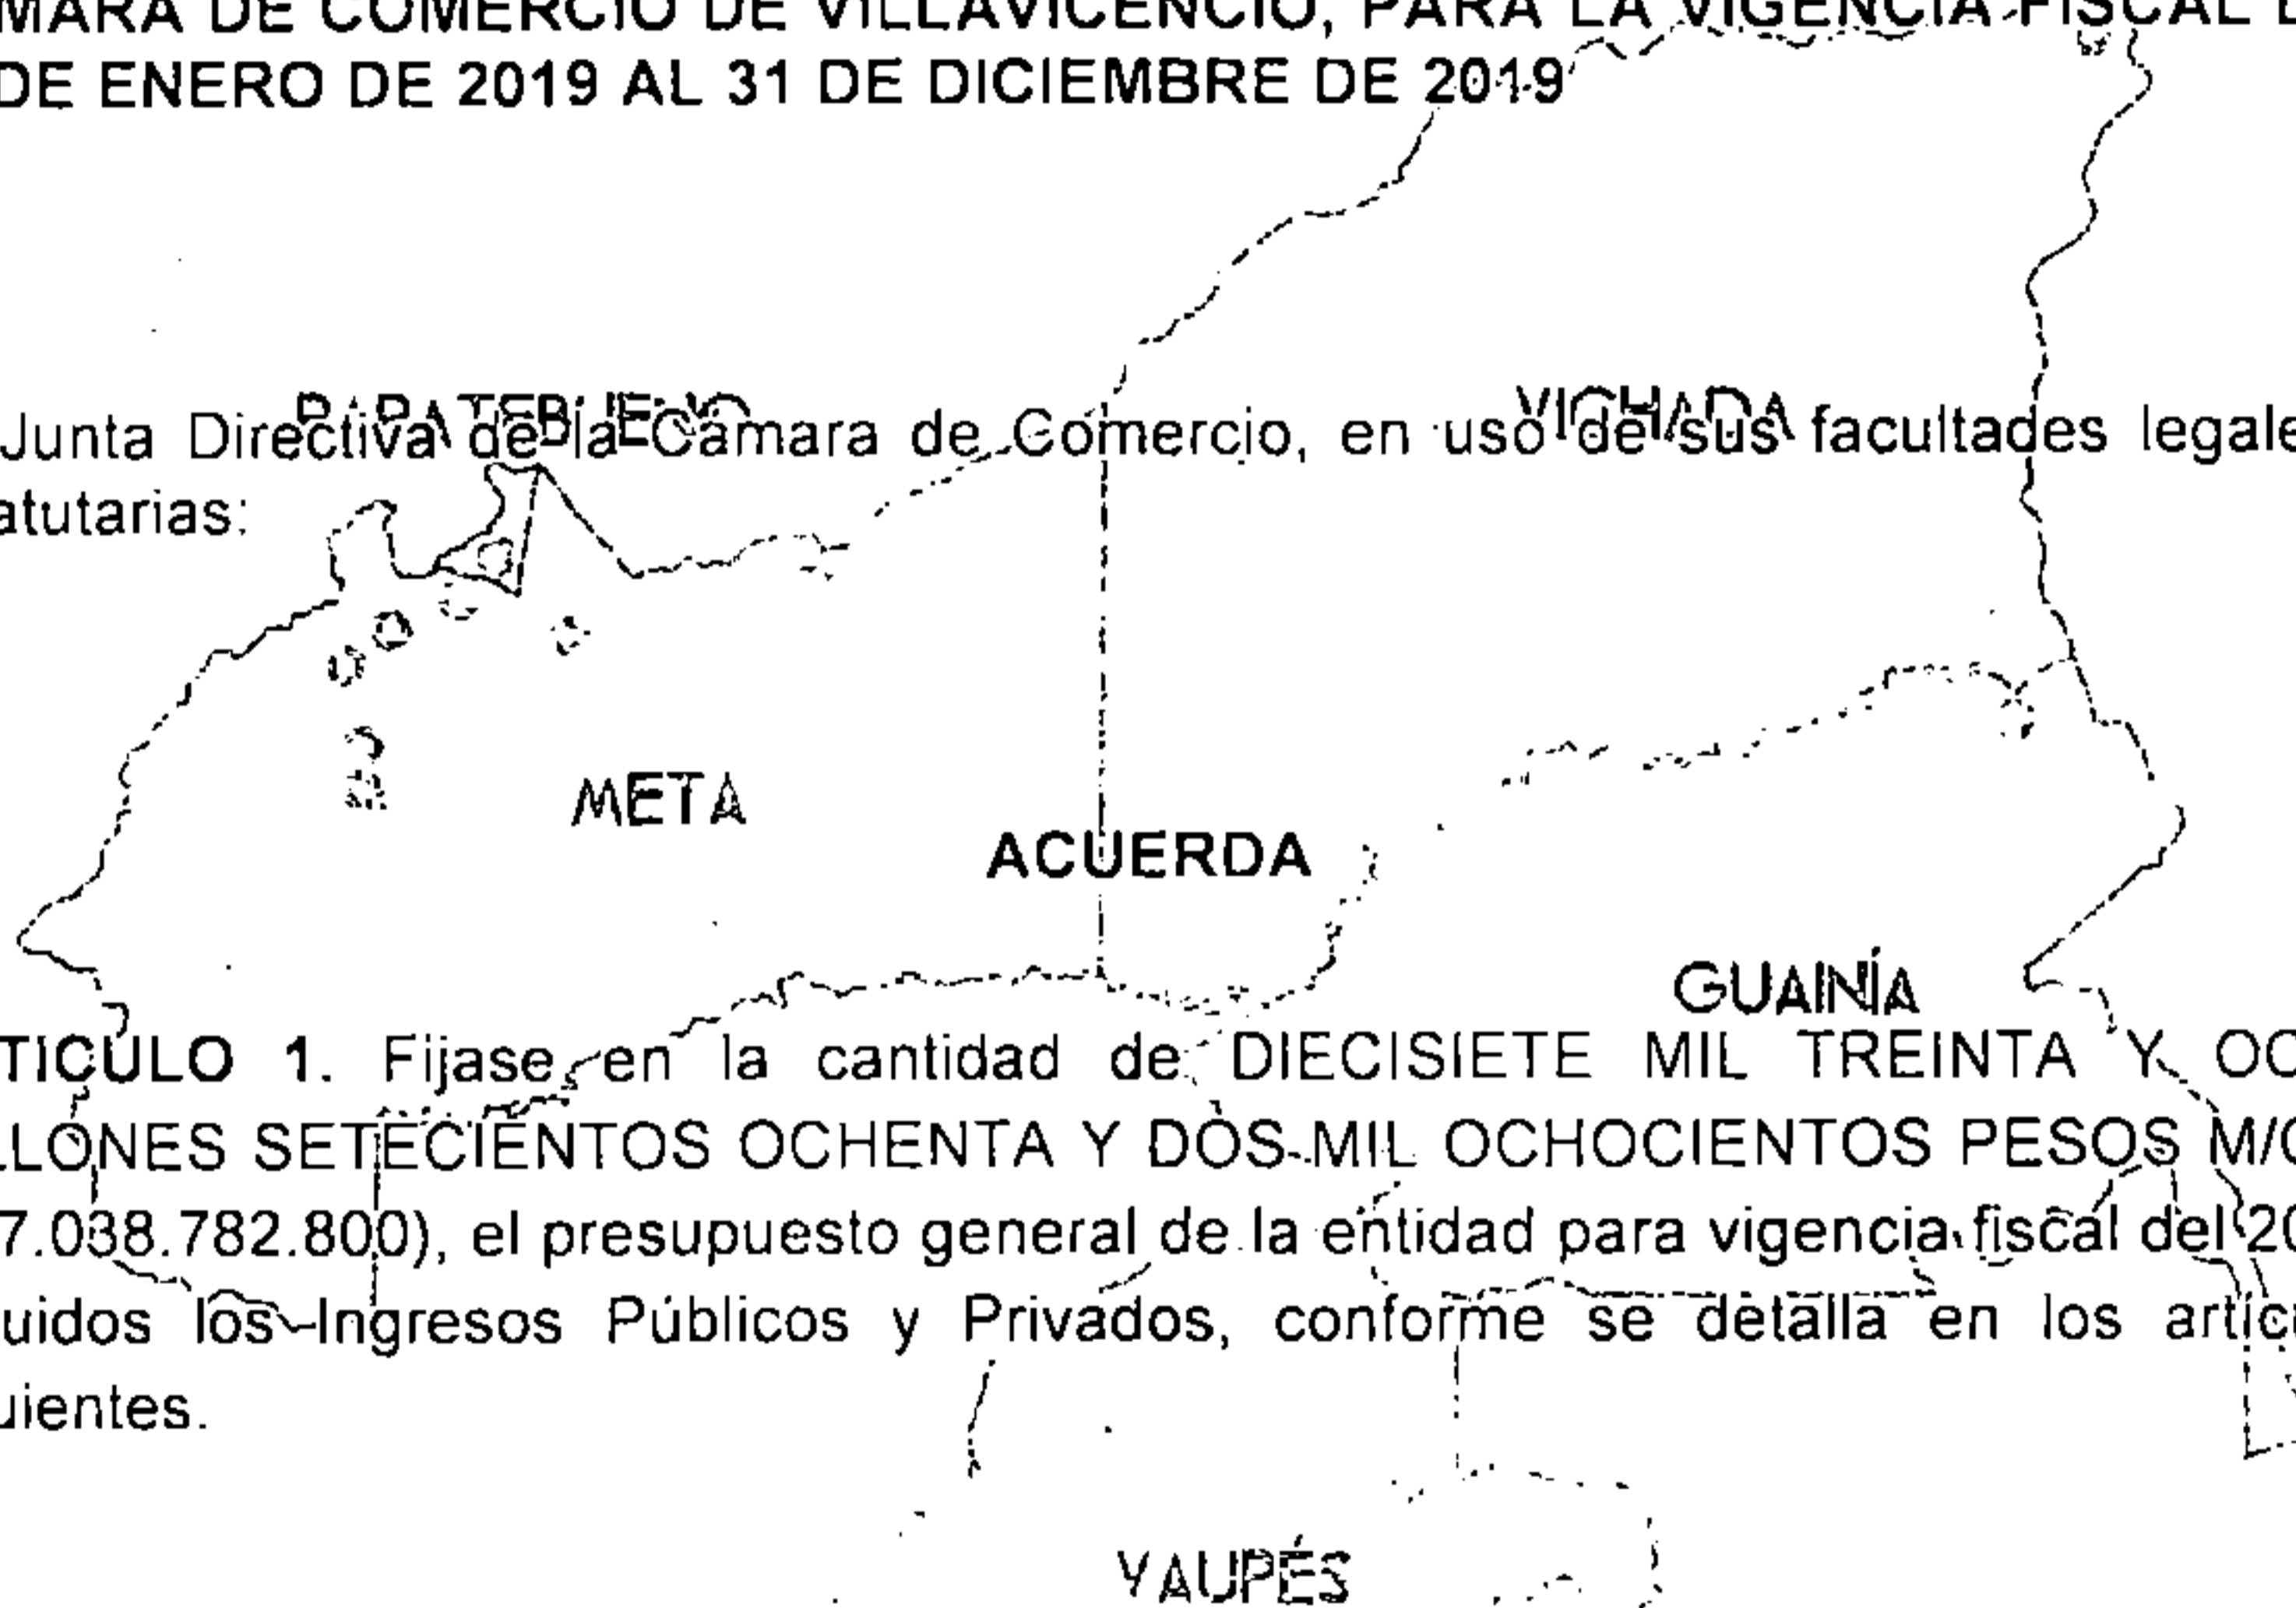 MARA DE COMERCIO DE VILLAVICENCIO, PARA LA VIGENCIA FISCAL D
DE ENERO DE 2019 AL 31 DE DICIEMBRE DE 2019
VICHADA
Junta Directiva de la Cámara de Comercio, en uso de sus facultades legale
atutarias:
META
ACUERDA
GUAINÍA
TICULO 1. Fijase en la cantidad de DIECISIETE MIL TREINTA Y OC
LLONES SETECIENTOS OCHENTA Y DOS MIL OCHOCIENTOS PESOS M/C
7.038.782.800), el presupuesto general de la entidad para vigencia fiscal del 20
uidos los Ingresos Públicos y Privados, conforme se detalla en los artícu
uientes.
VAUPÉS